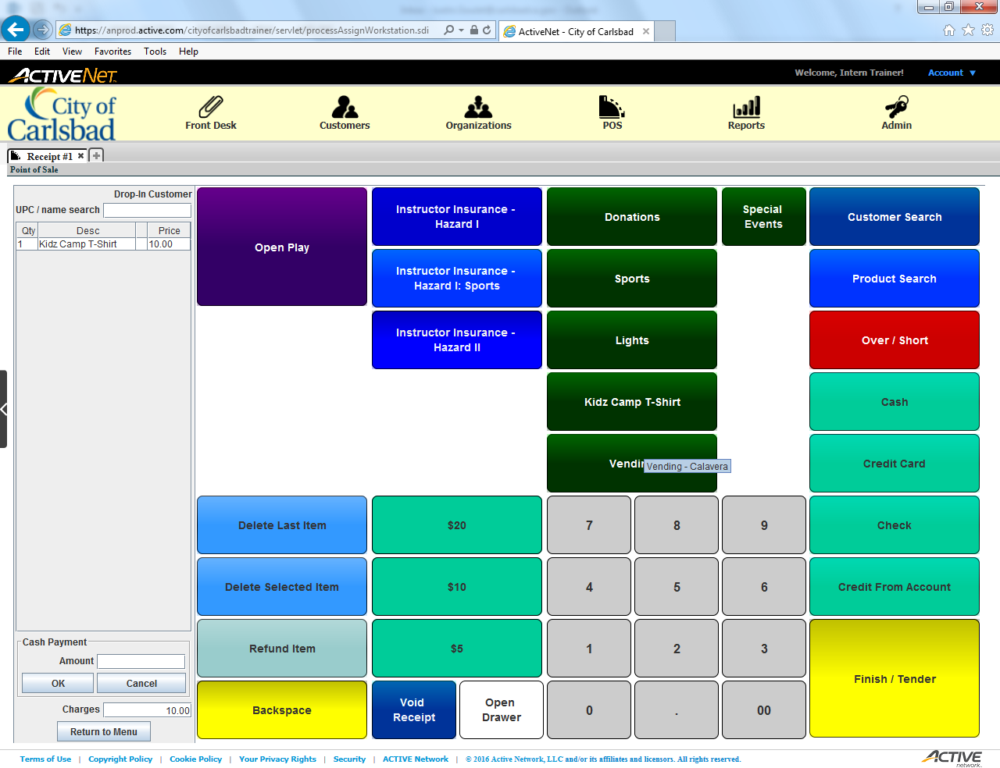 https://anprod.active.com/cityofcarlsbadtrainer/servlet/processAssignWorkstation.sdi
ActiveNet - City of Carlsbad
File Edit View Favorites Tools Help
ACTIVENET
Welcome, Intern Trainer! Account
City of
Carlsbad
Front Desk Customers Organizations POS Reports Admin
Receipt #1
Point of Sale
Drop-In Customer
UPC / name search
Qty Desc Price
1 Kidz Camp T-Shirt 10.00
Cash Payment
Amount
OK Cancel
Charges 10.00
Return to Menu
Open Play
Instructor Insurance -
Hazard I
Donations
Special
Events
Customer Search
Instructor Insurance -
Hazard I: Sports
Sports
Product Search
Instructor Insurance -
Hazard II
Lights
Over / Short
Kidz Camp T-Shirt
Cash
Vending - Calavera
Credit Card
Delete Last Item $20 7 8 9 Check
Delete Selected Item $10 4 5 6 Credit From Account
Refund Item $5 1 2 3
Finish / Tender
Backspace
Void
Receipt
Open
Drawer
0 . 00
Terms of Use | Copyright Policy | Cookie Policy | Your Privacy Rights | Security | ACTIVE Network | © 2016 Active Network, LLC and/or its affiliates and licensors. All rights reserved.
ACTIVE
network